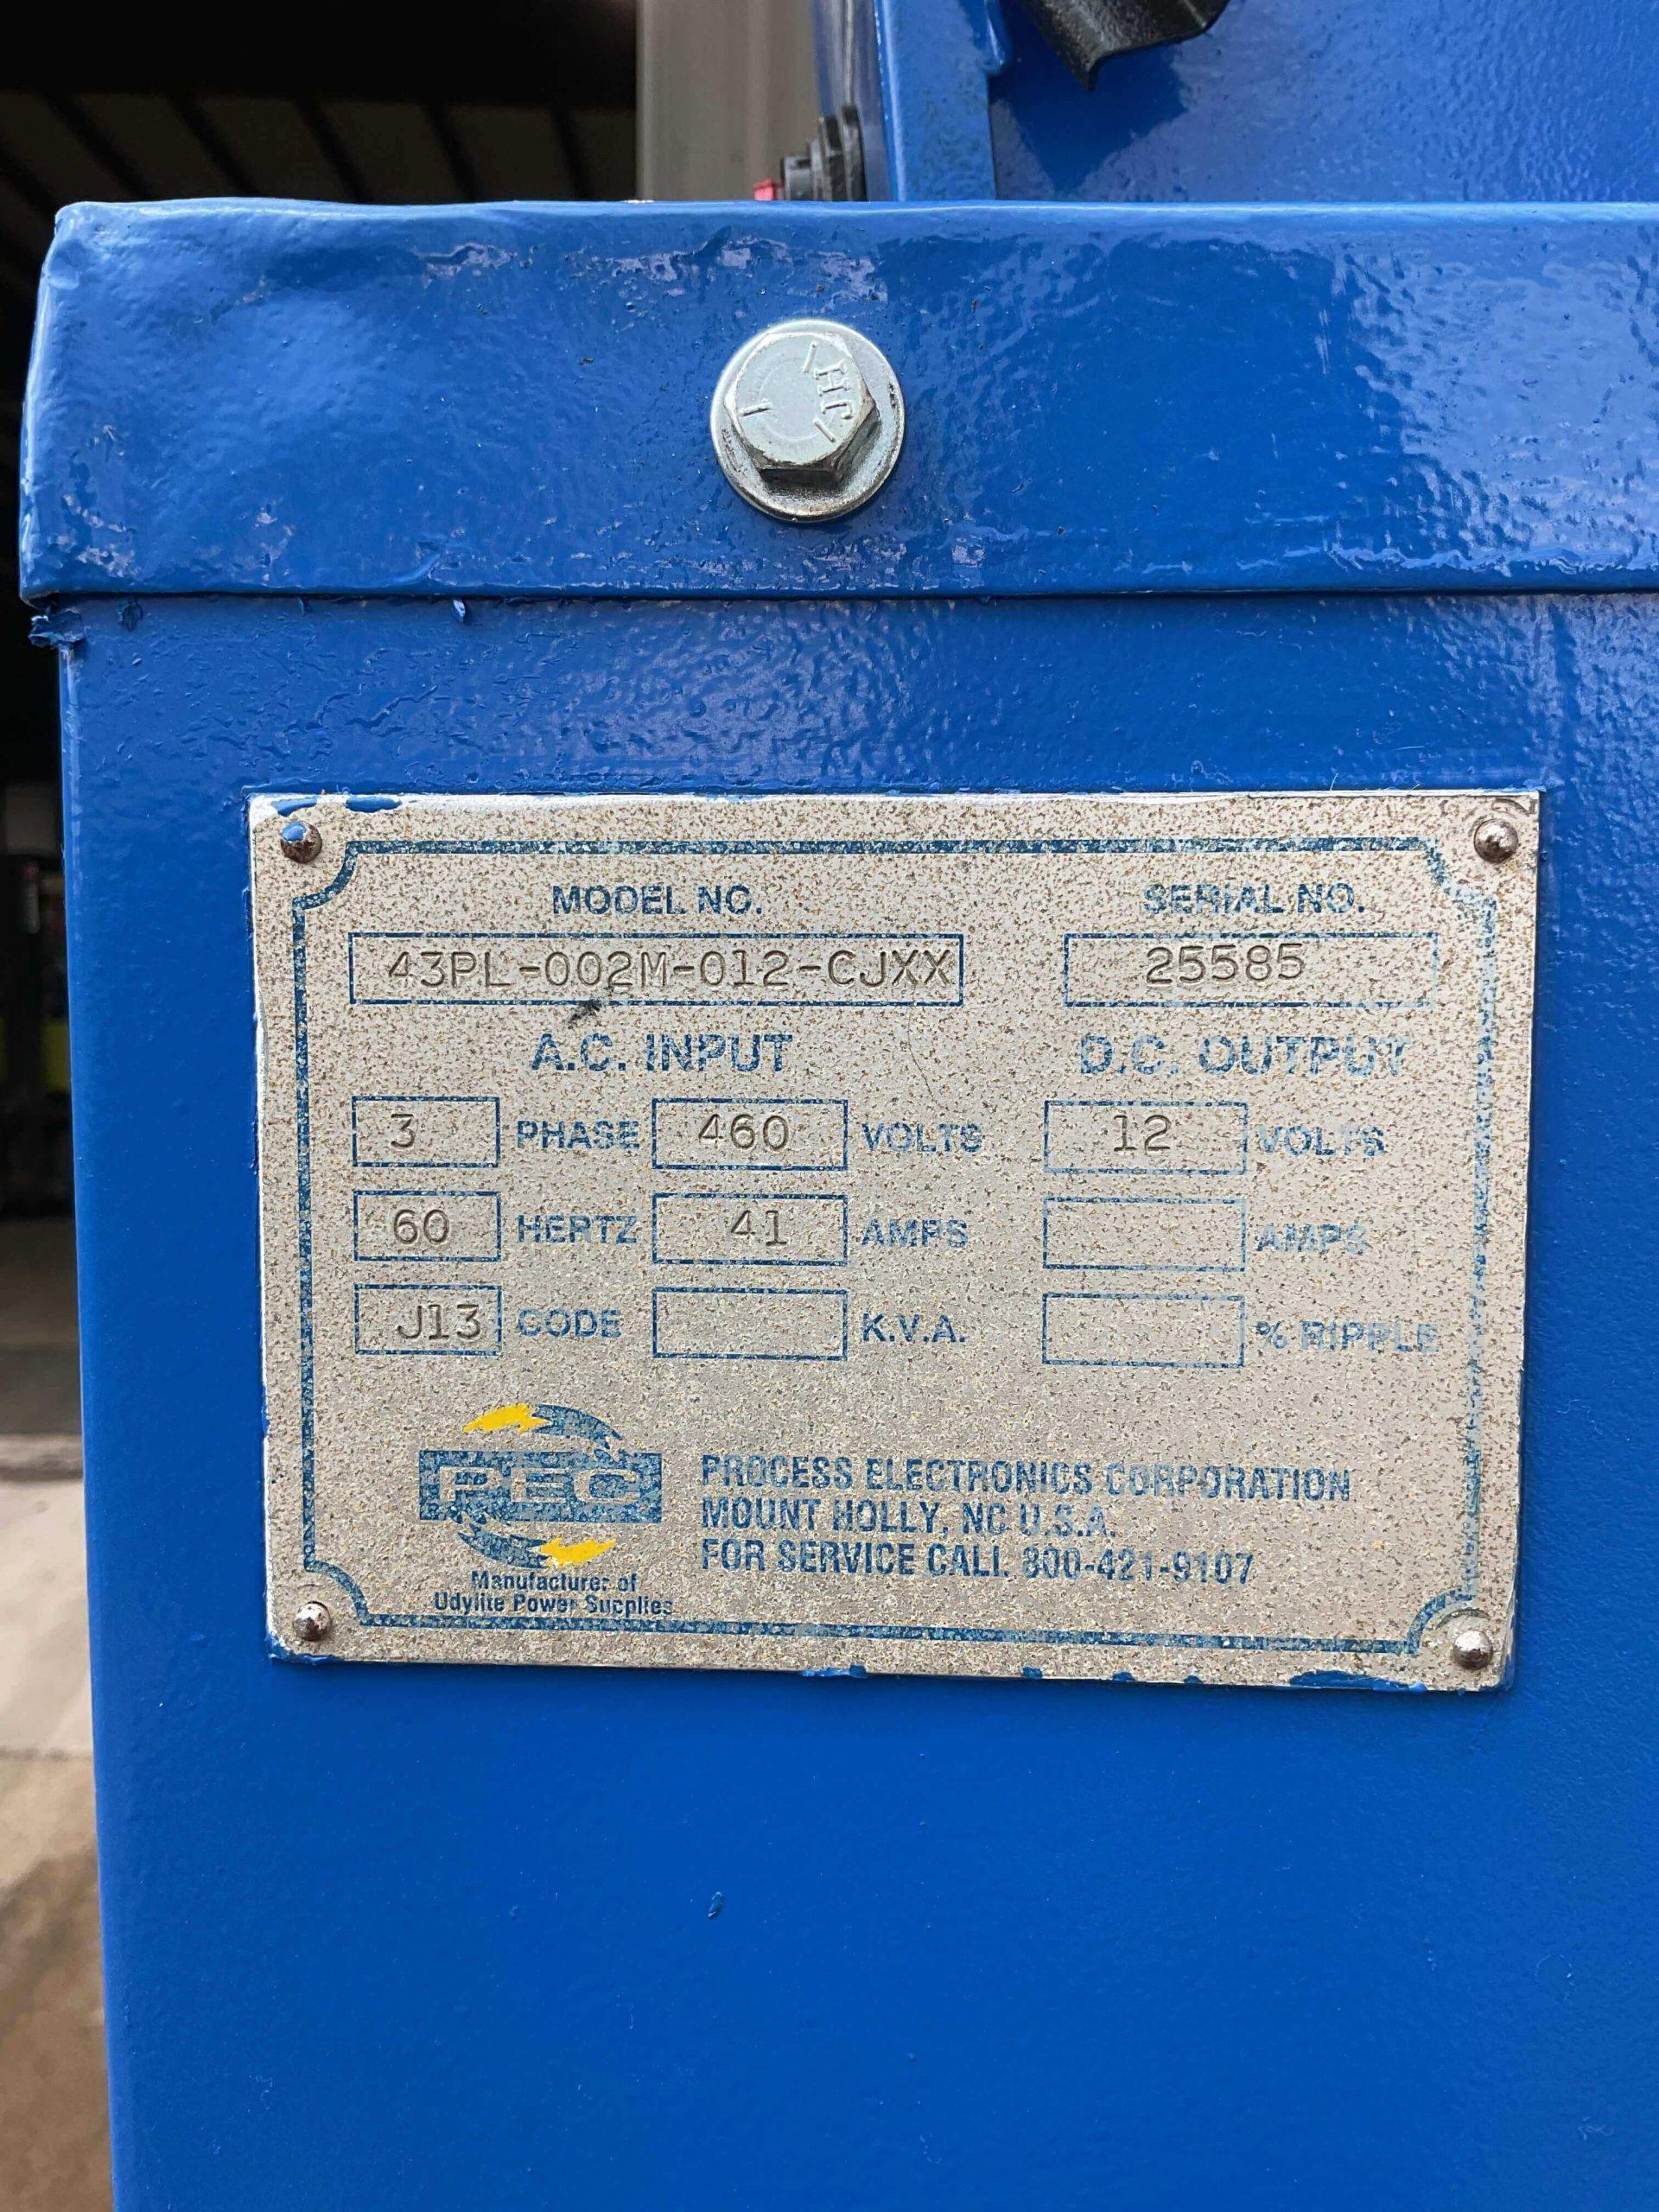 JH
MODEL NO. SERIAL NO.
43PL-002M-012-CJXX 25585
A.C. INPUT D.C. OUTPUT
3 PHASE 460 VOLTS 12 VOLTS
60 HERTZ 41 AMPS AMPS
J13 CODE K.V.A. % RIPPLE
PEC
PROCESS ELECTRONICS CORPORATION
MOUNT HOLLY, NC U.S.A.
FOR SERVICE CALL 800-421-9107
Manufacturer of
Udylite Power Supplies